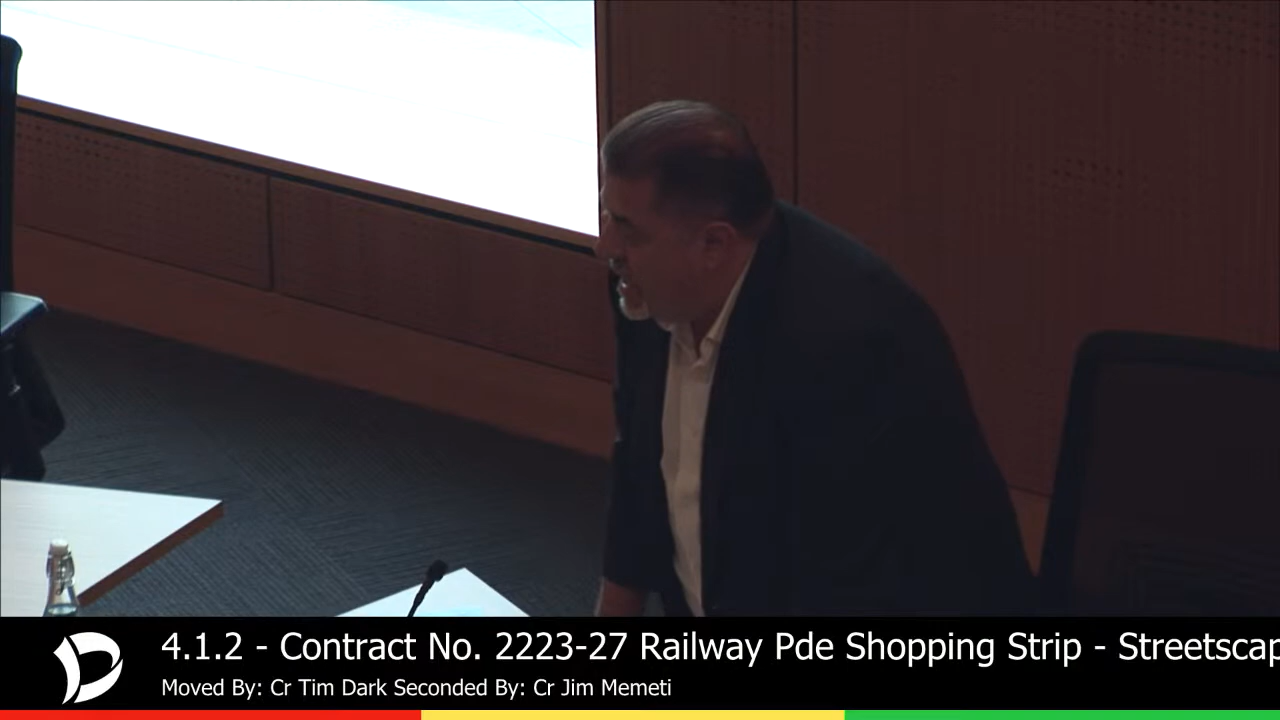 4.1.2 - Contract No. 2223-27 Railway Pde Shopping Strip - Streetscap
Moved By: Cr Tim Dark Seconded By: Cr Jim Memeti